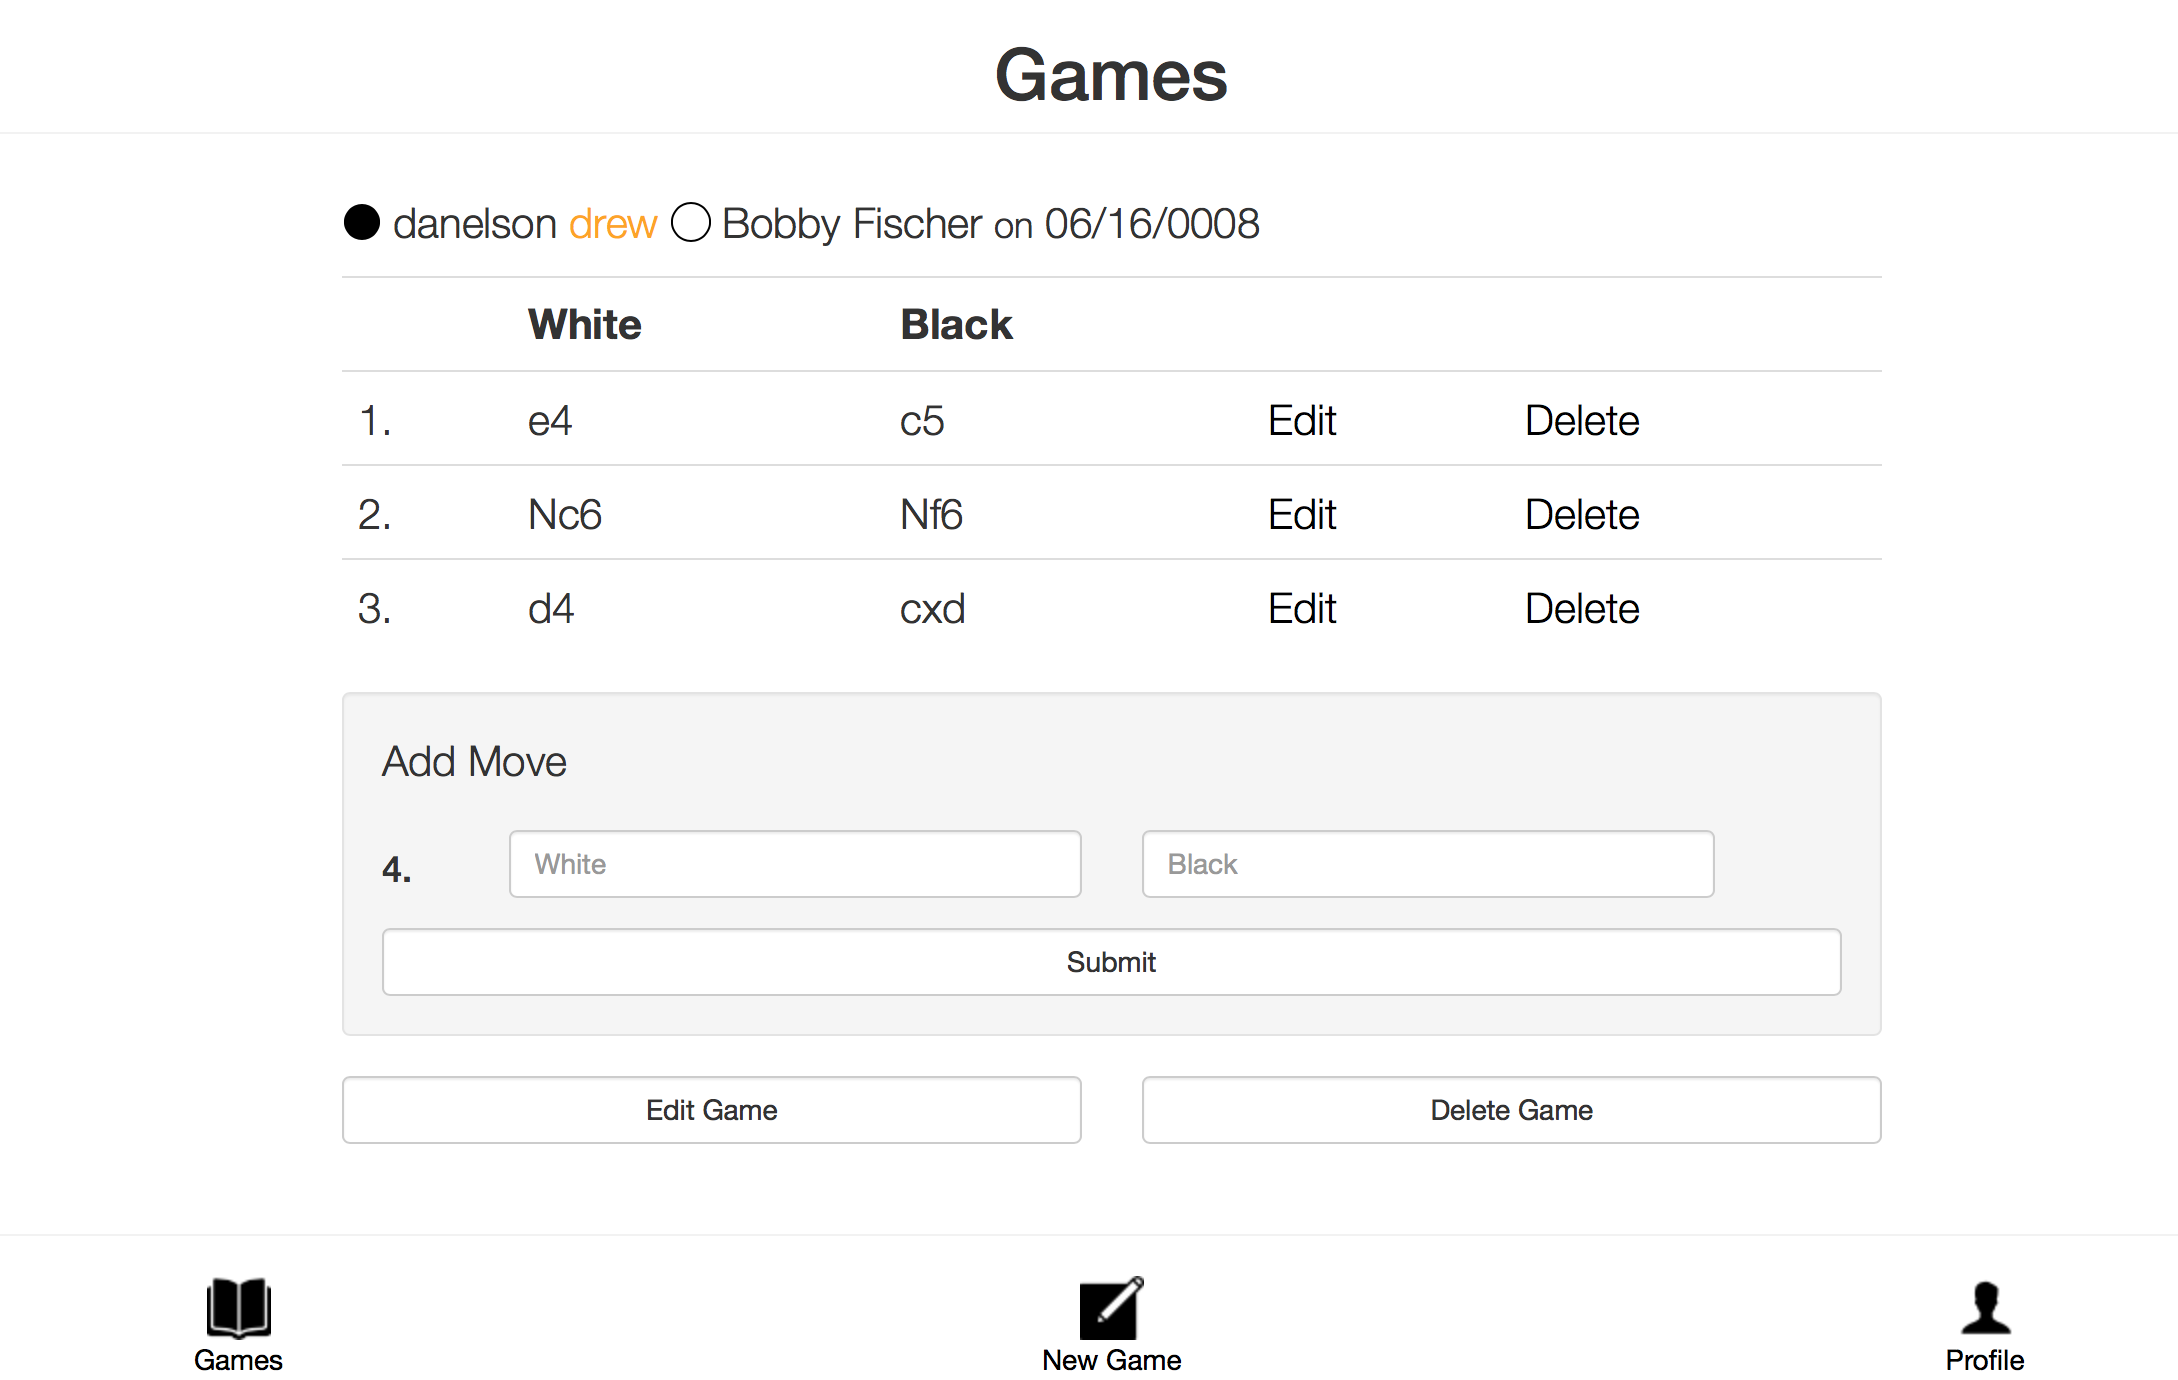 Games
danelson drew Bobby Fischer on 06/16/0008
White Black
1. e4 c5 Edit Delete
2. Nc6 Nf6 Edit Delete
3. d4 cxd Edit Delete
Add Move
4. White Black
Submit
Edit Game Delete Game
Games New Game Profile